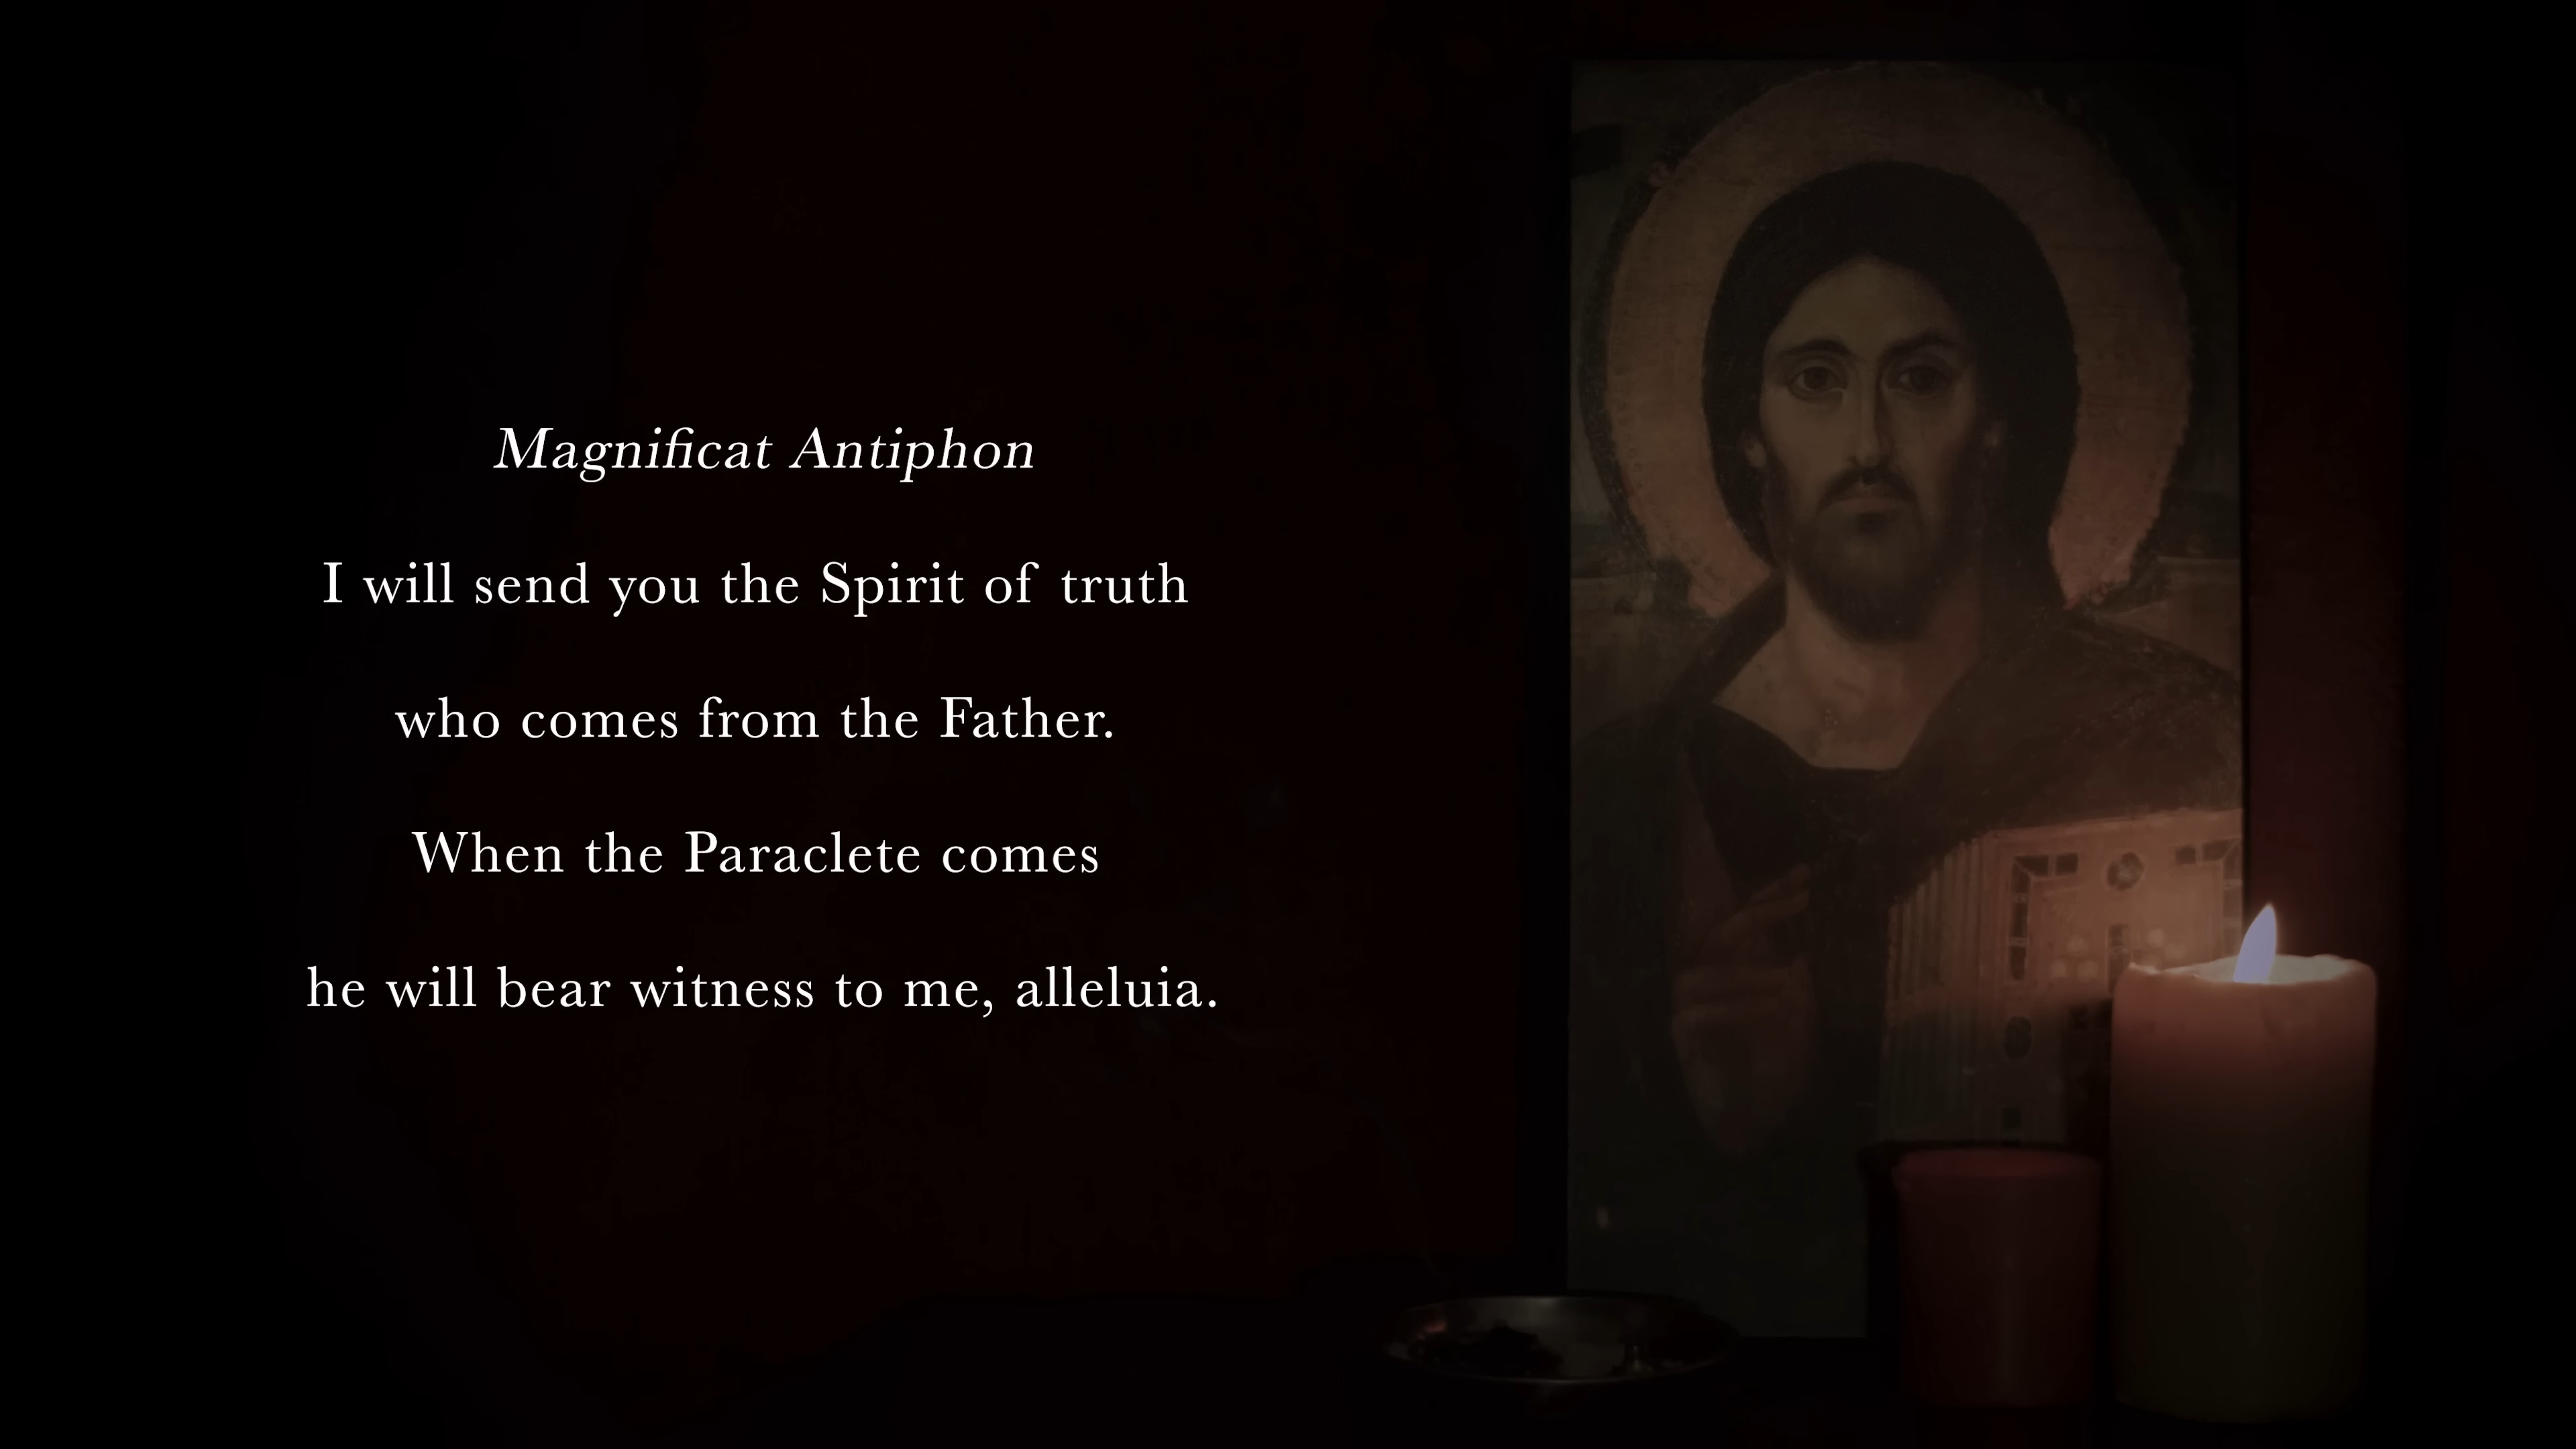 Magnificat Antiphon
I will send you the Spirit of truth
who comes from the Father.
When the Paraclete comes
he will bear witness to me, alleluia.